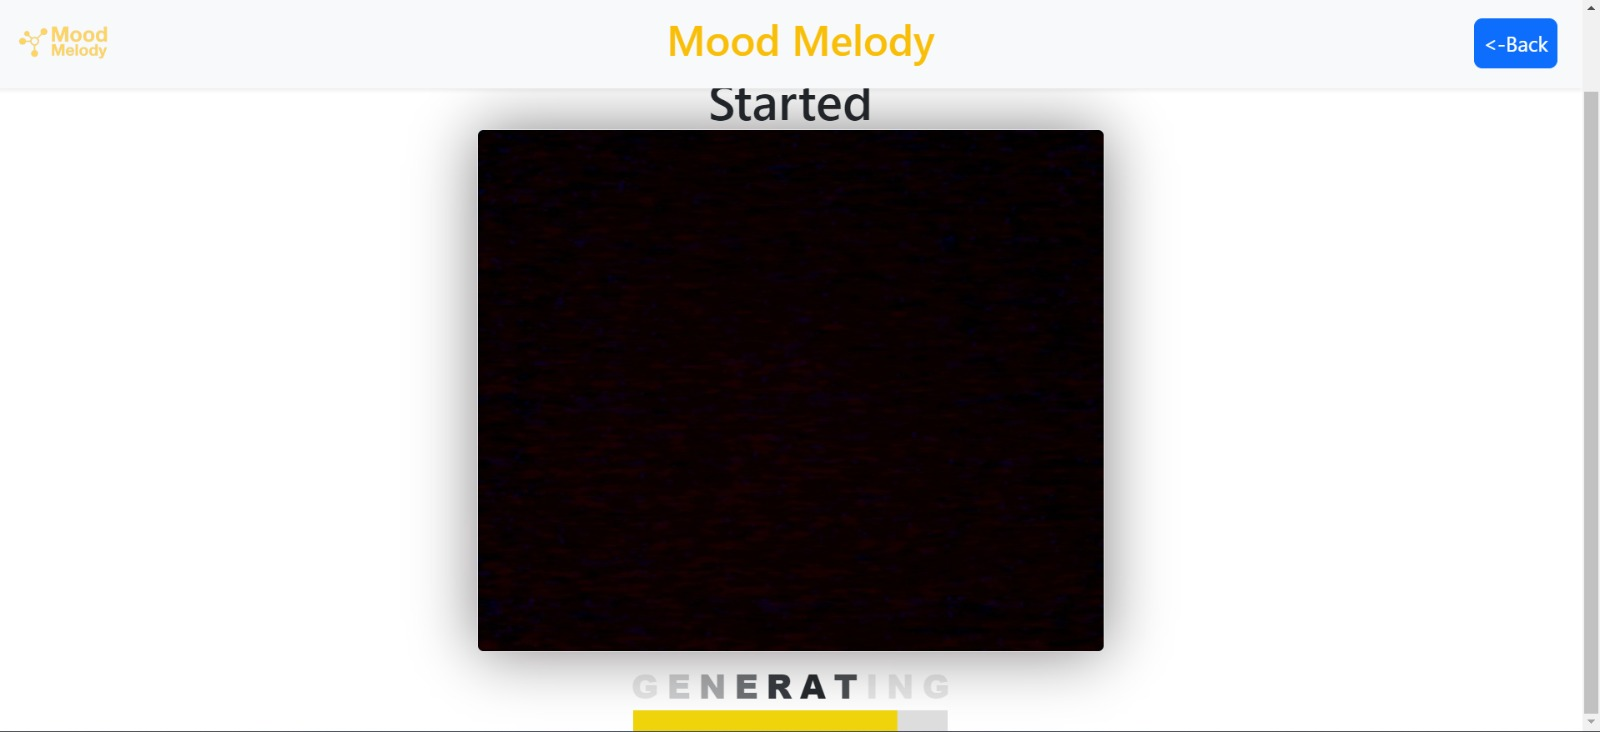 Mood
Melody
Mood Melody
<-Back
Started
GENERATING